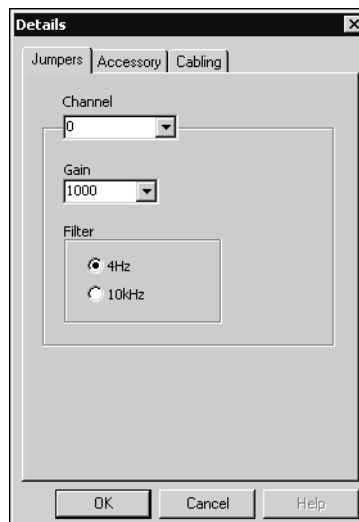 Details
Jumpers Accessory Cabling
Channel
0
Gain
1000
Filter
4Hz
10kHz
OK Cancel Help